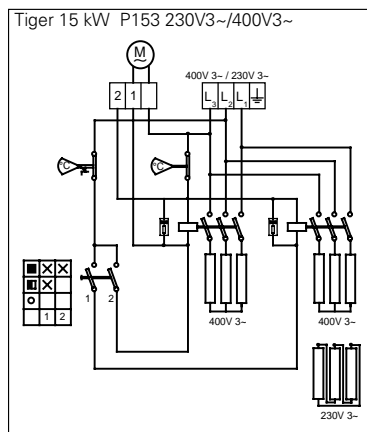 Tiger 15 kW P153 230V3~/400V3~
M
400V 3~ / 230V 3~
2 1
L3 L2 L1
°C
°C
1 2
1 2
400V 3~
400V 3~
230V 3~